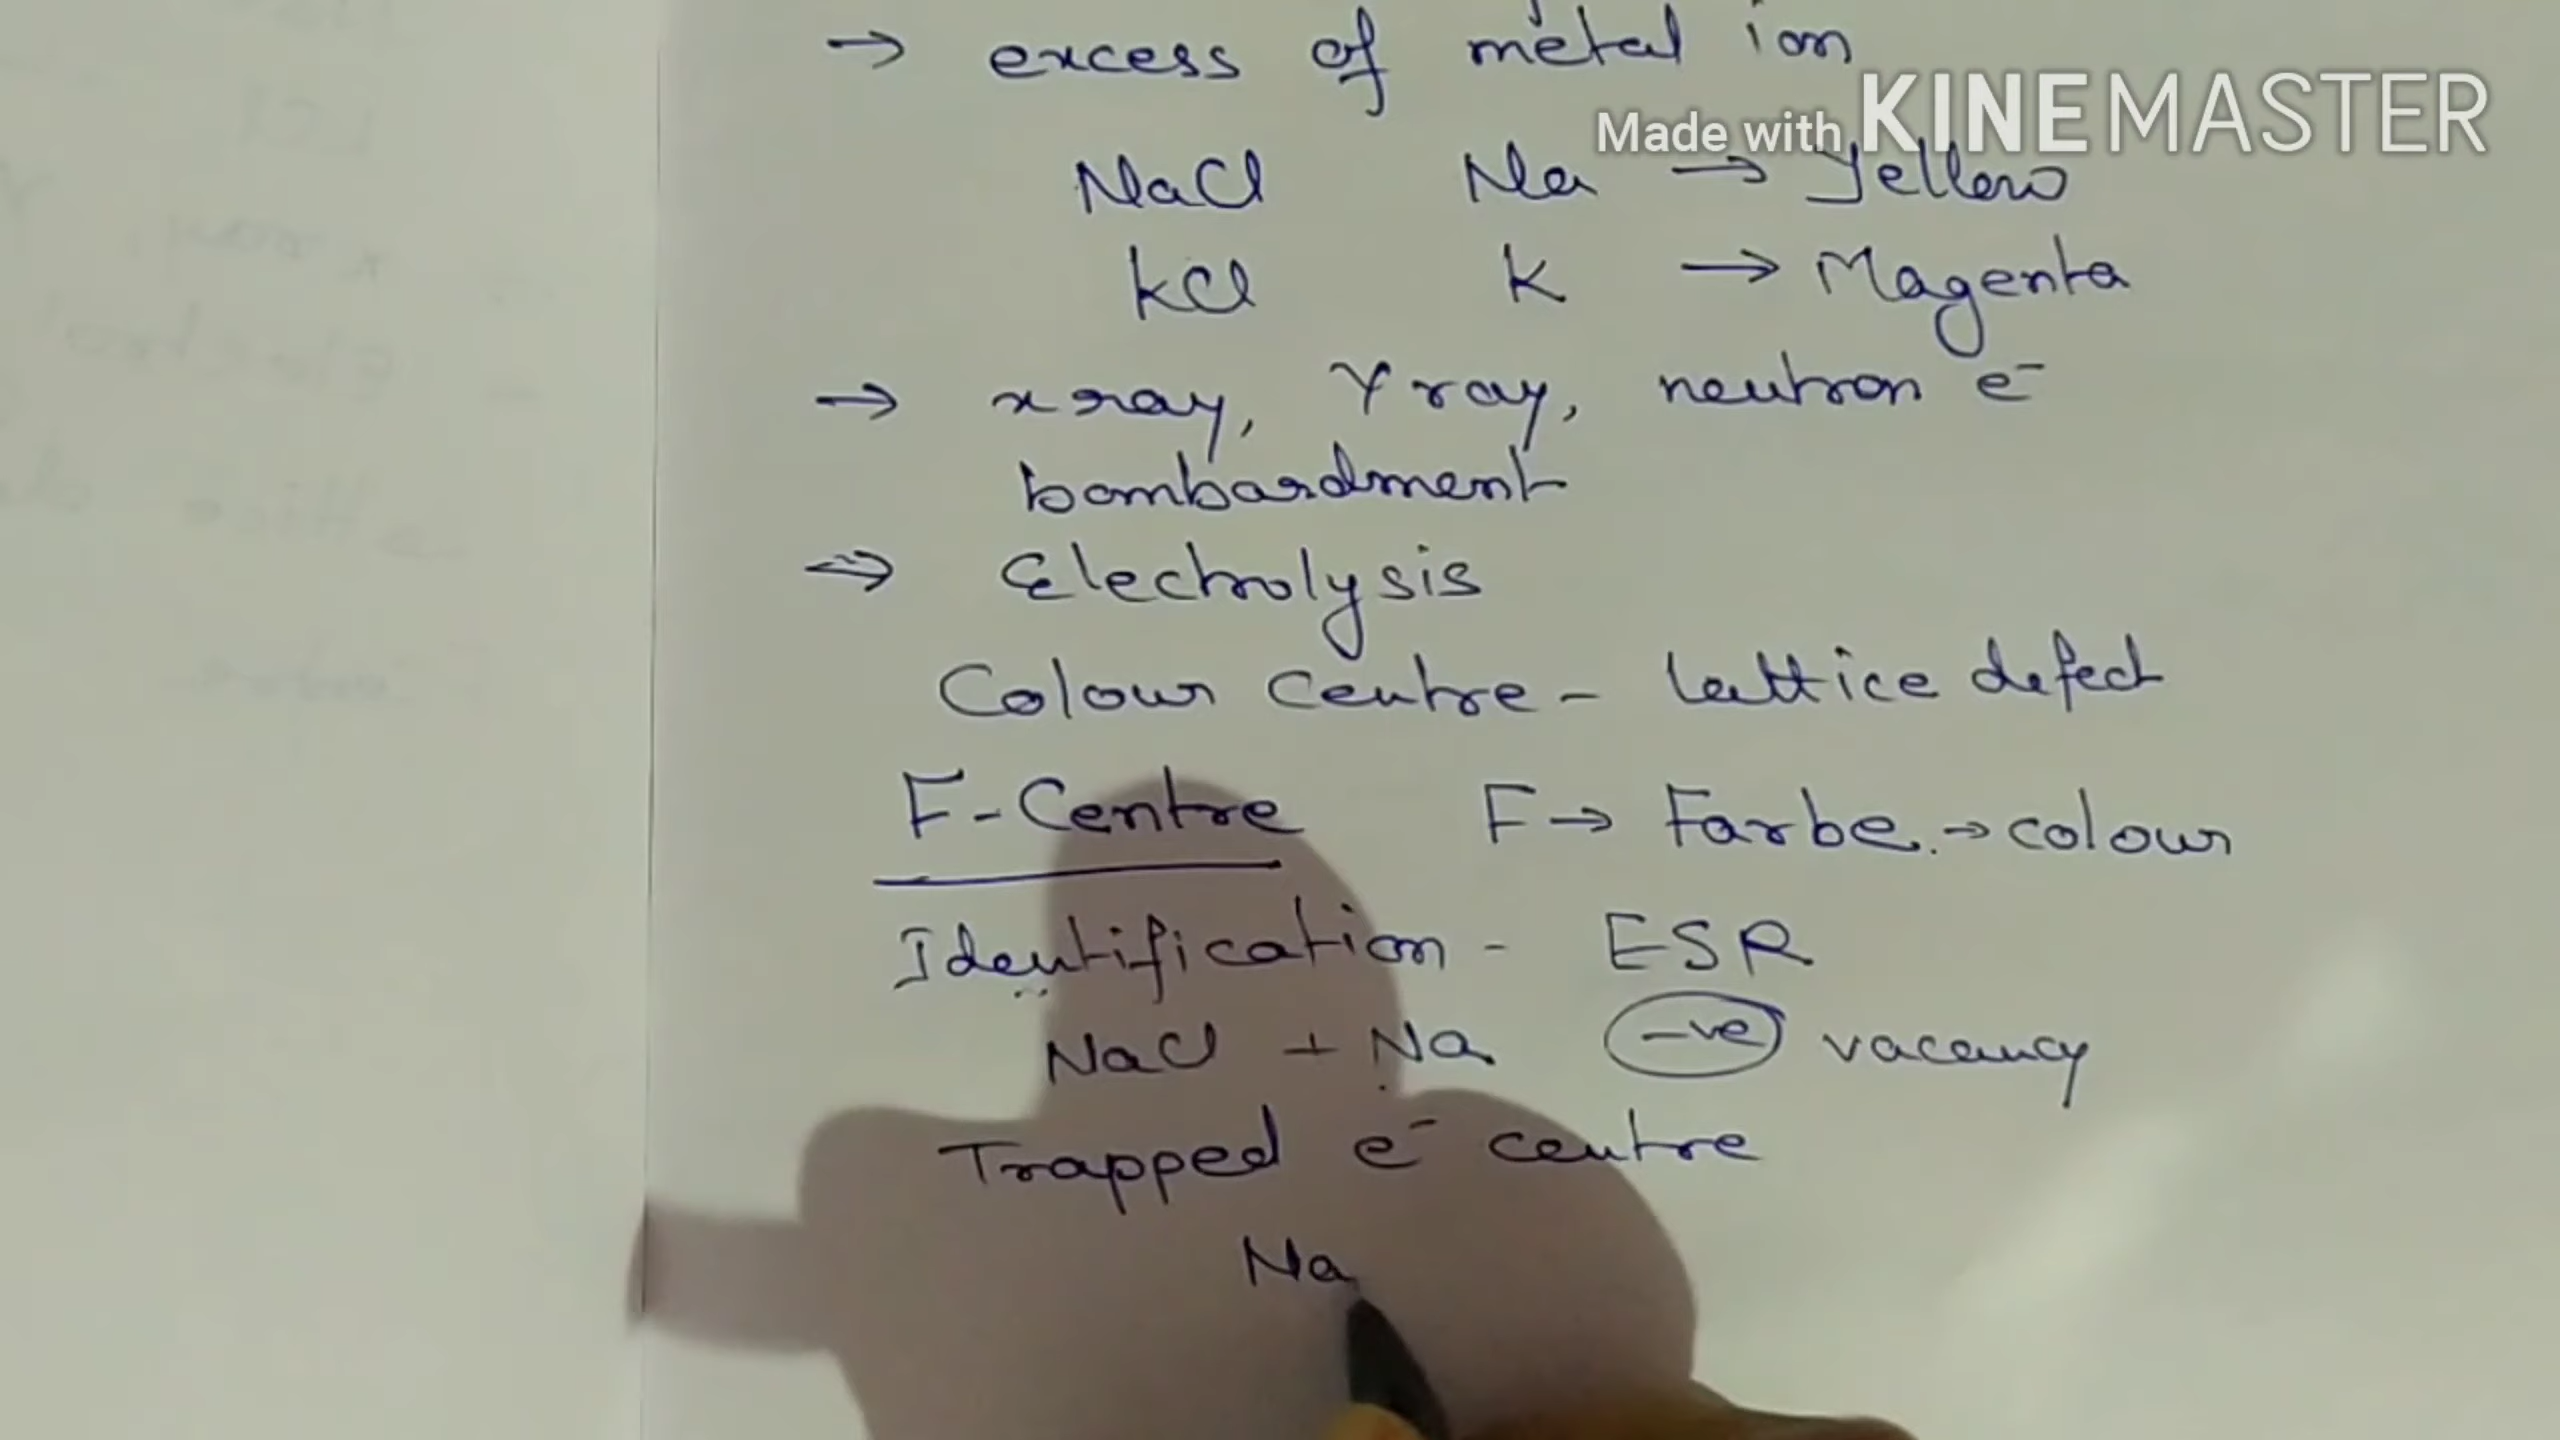 → excess of metal ion
Made with KINEMASTER
NaCl Na → Yellow
KCl K → Magenta
→ x ray, γ ray, neutron e⁻
bombardment
⇒ Electrolysis
Colour Centre - lattice defect
F-Centre F → Farbe. → colour
Identification - ESR
NaCl + Na -ve vacancy
Trapped e⁻ centre
Na